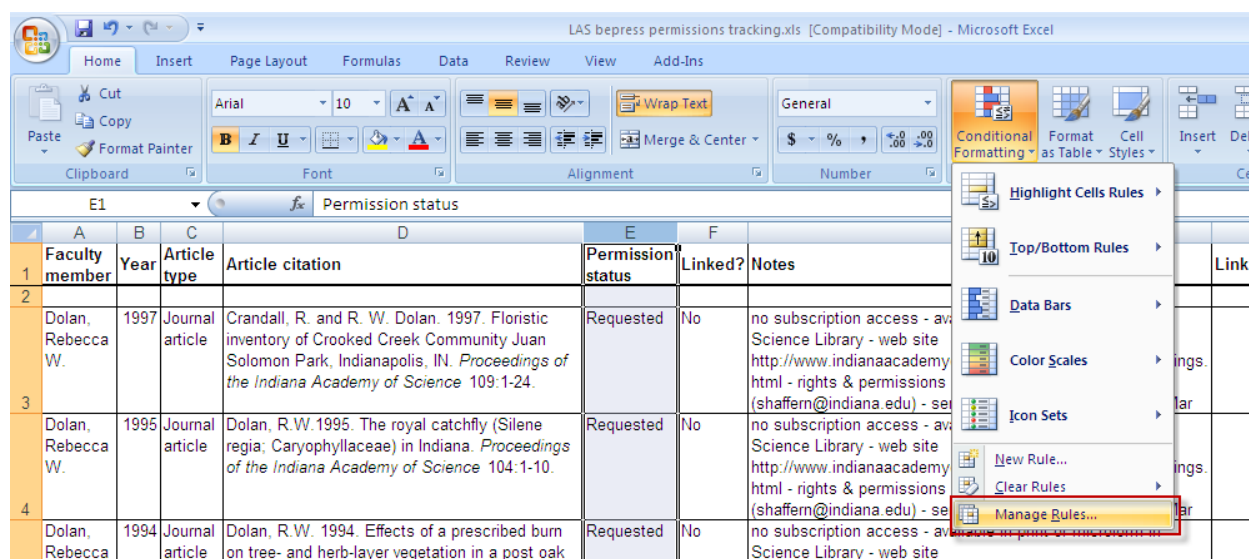 LAS bepress permissions tracking.xls [Compatibility Mode] - Microsoft Excel
Home Insert Page Layout Formulas Data Review View Add-Ins
Cut
Copy
Format Painter
Paste
Clipboard
Arial 10 A A
B I U A
Font
Wrap Text
Merge & Center
Alignment
General
$ % , .0 .00 .00 .0
Number
Conditional Formatting
Format as Table
Cell Styles
Insert
E1 fx Permission status
A B C D E F
1 Faculty member Year Article type Article citation Permission status Linked? Notes Link
2
3
Dolan, Rebecca W.
1997
Journal article
Crandall, R. and R. W. Dolan. 1997. Floristic
inventory of Crooked Creek Community Juan
Solomon Park, Indianapolis, IN. Proceedings of
the Indiana Academy of Science 109:1-24.
Requested
No
no subscription access -
Science Library - web site
http://www.indianaacademy ings.
html - rights & permissions
(shaffern@indiana.edu) - Mar
4
Dolan, Rebecca W.
1995
Journal article
Dolan, R.W.1995. The royal catchfly (Silene
regia; Caryophyllaceae) in Indiana. Proceedings
of the Indiana Academy of Science 104:1-10.
Requested
No
no subscription access -
Science Library - web site
http://www.indianaacademy ings.
html - rights & permissions
(shaffern@indiana.edu) - Mar
Dolan, Rebecca
1994
Journal article
Dolan, R.W. 1994. Effects of a prescribed burn
on tree- and herb-layer vegetation in a post oak
Requested
No
no subscription access - available in print or microform in
Science Library - web site
Highlight Cells Rules
Top/Bottom Rules
Data Bars
Color Scales
Icon Sets
New Rule...
Clear Rules
Manage Rules...